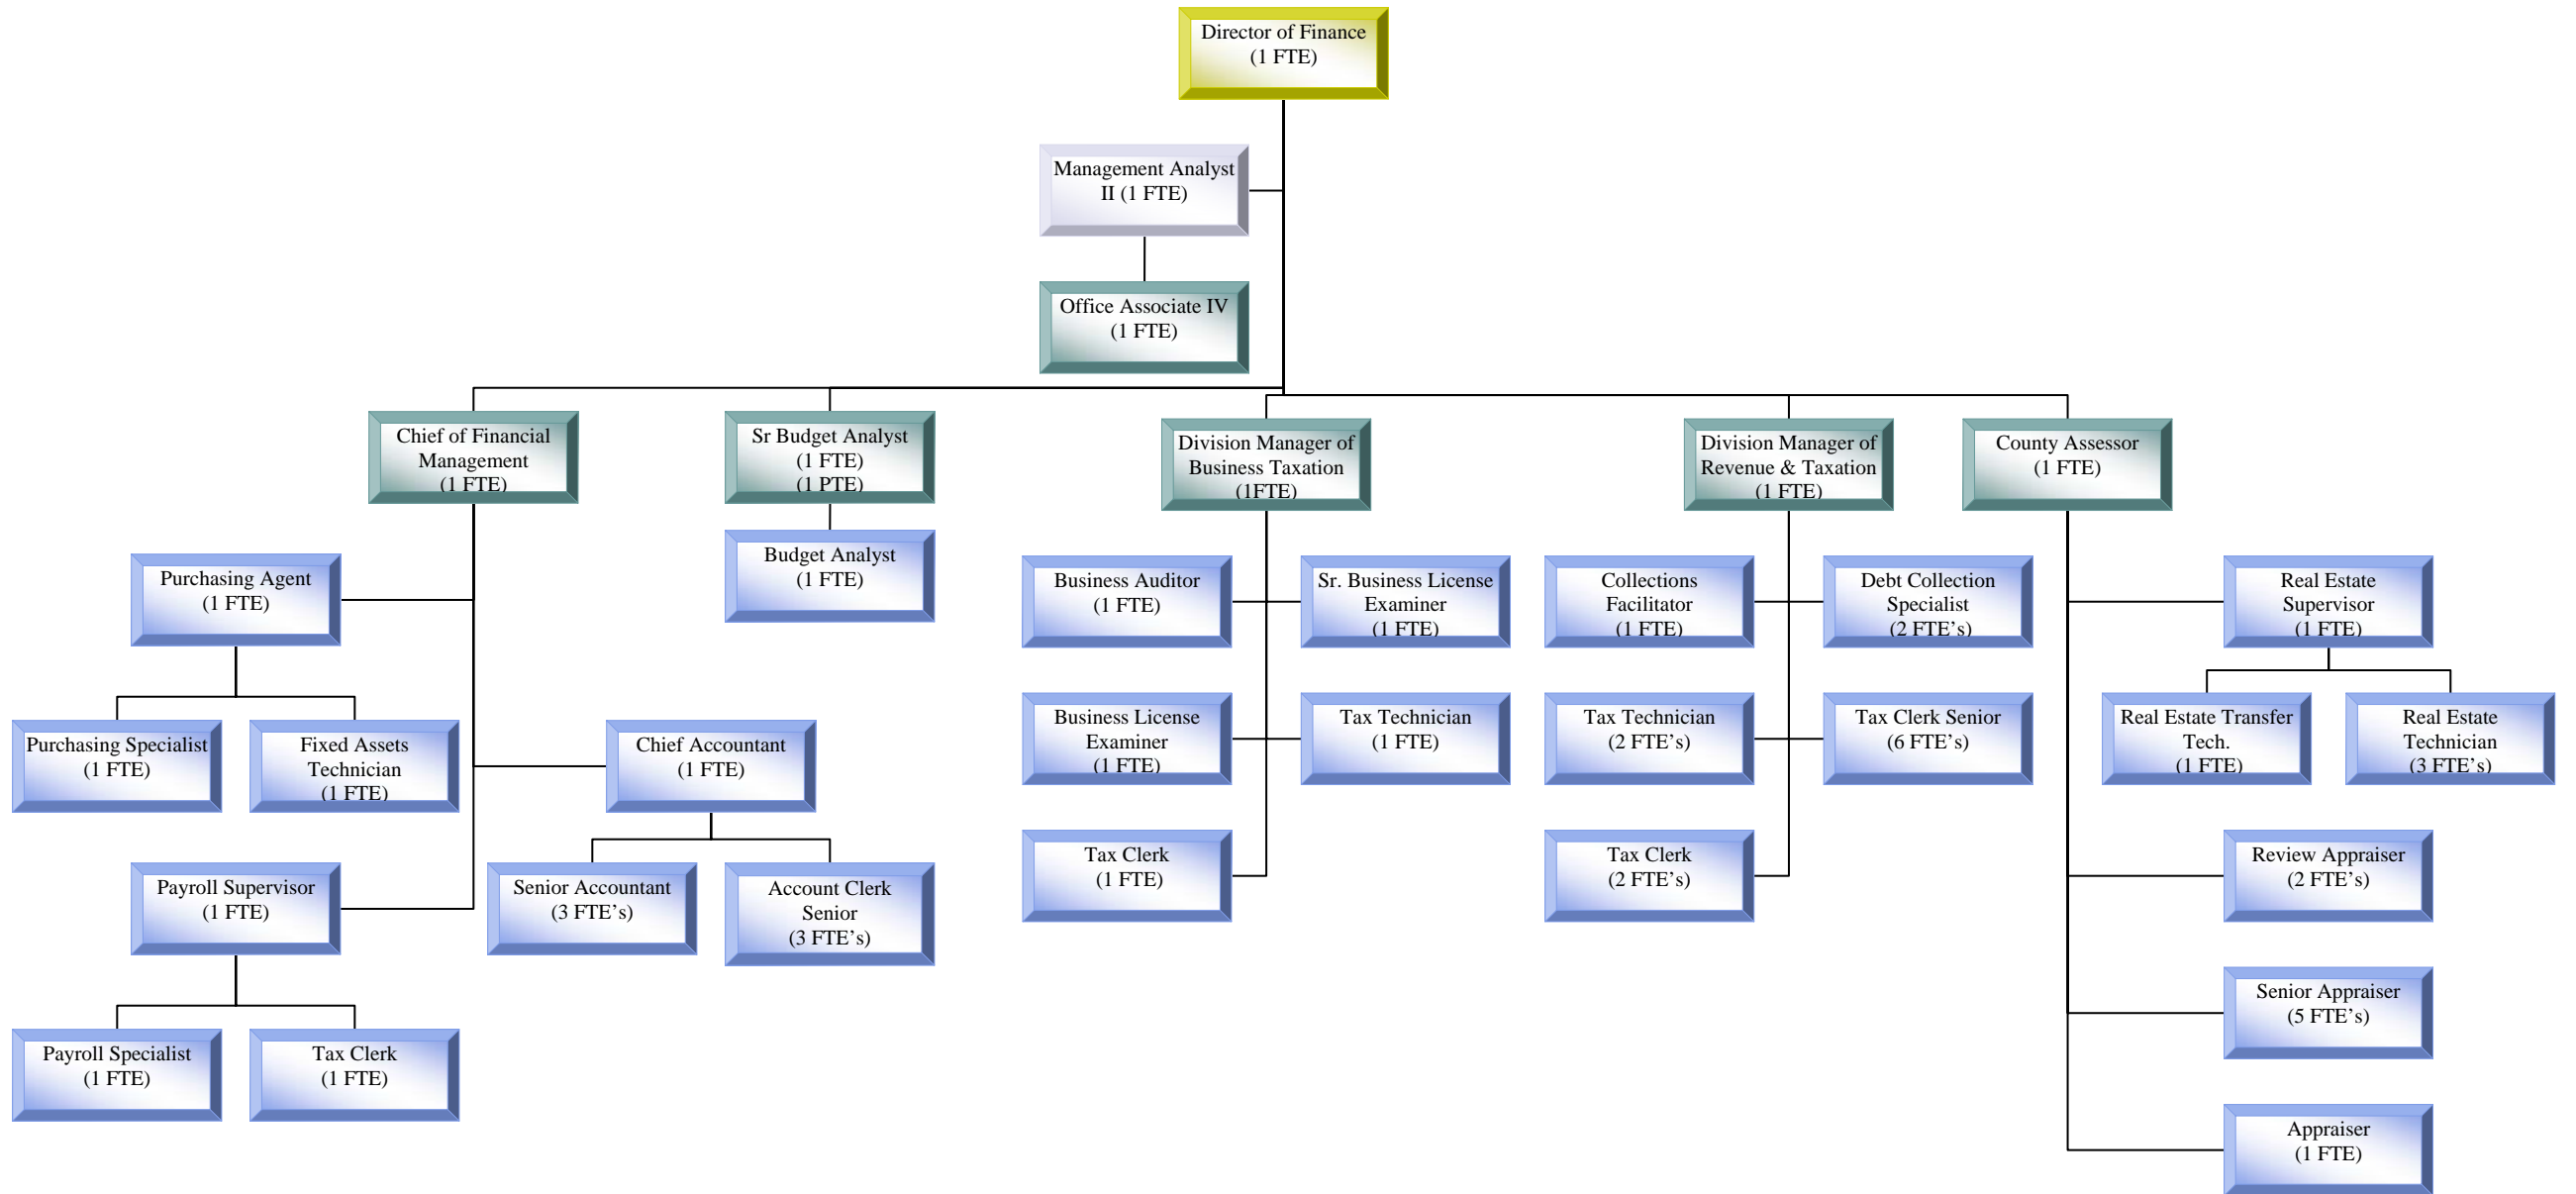 Director of Finance
(1 FTE)
Management Analyst
II (1 FTE)
Office Associate IV
(1 FTE)
Chief of Financial
Management
(1 FTE)
Sr Budget Analyst
(1 FTE)
(1 PTE)
Division Manager of
Business Taxation
(1FTE)
Division Manager of
Revenue & Taxation
(1 FTE)
County Assessor
(1 FTE)
Purchasing Agent
(1 FTE)
Budget Analyst
(1 FTE)
Business Auditor
(1 FTE)
Sr. Business License
Examiner
(1 FTE)
Collections
Facilitator
(1 FTE)
Debt Collection
Specialist
(2 FTE's)
Real Estate
Supervisor
(1 FTE)
Purchasing Specialist
(1 FTE)
Fixed Assets
Technician
(1 FTE)
Chief Accountant
(1 FTE)
Business License
Examiner
(1 FTE)
Tax Technician
(1 FTE)
Tax Technician
(2 FTE's)
Tax Clerk Senior
(6 FTE's)
Real Estate Transfer
Tech.
(1 FTE)
Real Estate
Technician
(3 FTE's)
Payroll Supervisor
(1 FTE)
Senior Accountant
(3 FTE's)
Account Clerk
Senior
(3 FTE's)
Tax Clerk
(1 FTE)
Tax Clerk
(2 FTE's)
Review Appraiser
(2 FTE's)
Senior Appraiser
(5 FTE's)
Payroll Specialist
(1 FTE)
Tax Clerk
(1 FTE)
Appraiser
(1 FTE)